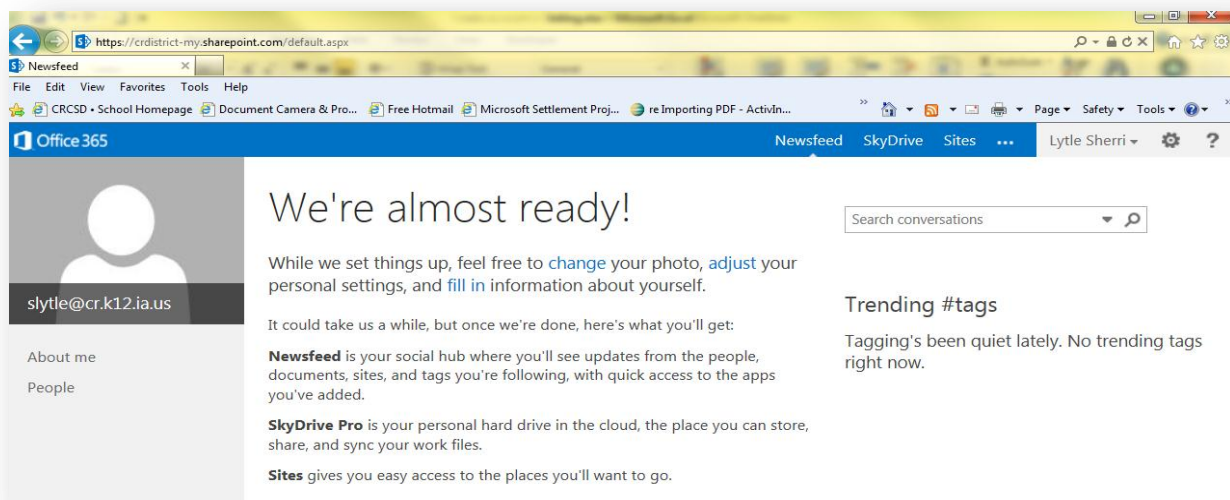 https://crdistrict-my.sharepoint.com/default.aspx
Newsfeed
File Edit View Favorites Tools Help
CRCSD • School Homepage Document Camera & Pro... Free Hotmail Microsoft Settlement Proj... re Importing PDF - ActivIn... » Page Safety Tools
Office 365 Newsfeed SkyDrive Sites ... Lytle Sherri ?
slytle@cr.k12.ia.us
About me
People
We're almost ready!
While we set things up, feel free to change your photo, adjust your
personal settings, and fill in information about yourself.
It could take us a while, but once we're done, here's what you'll get:
Newsfeed is your social hub where you'll see updates from the people,
documents, sites, and tags you're following, with quick access to the apps
you've added.
SkyDrive Pro is your personal hard drive in the cloud, the place you can store,
share, and sync your work files.
Sites gives you easy access to the places you'll want to go.
Search conversations
Trending #tags
Tagging's been quiet lately. No trending tags
right now.